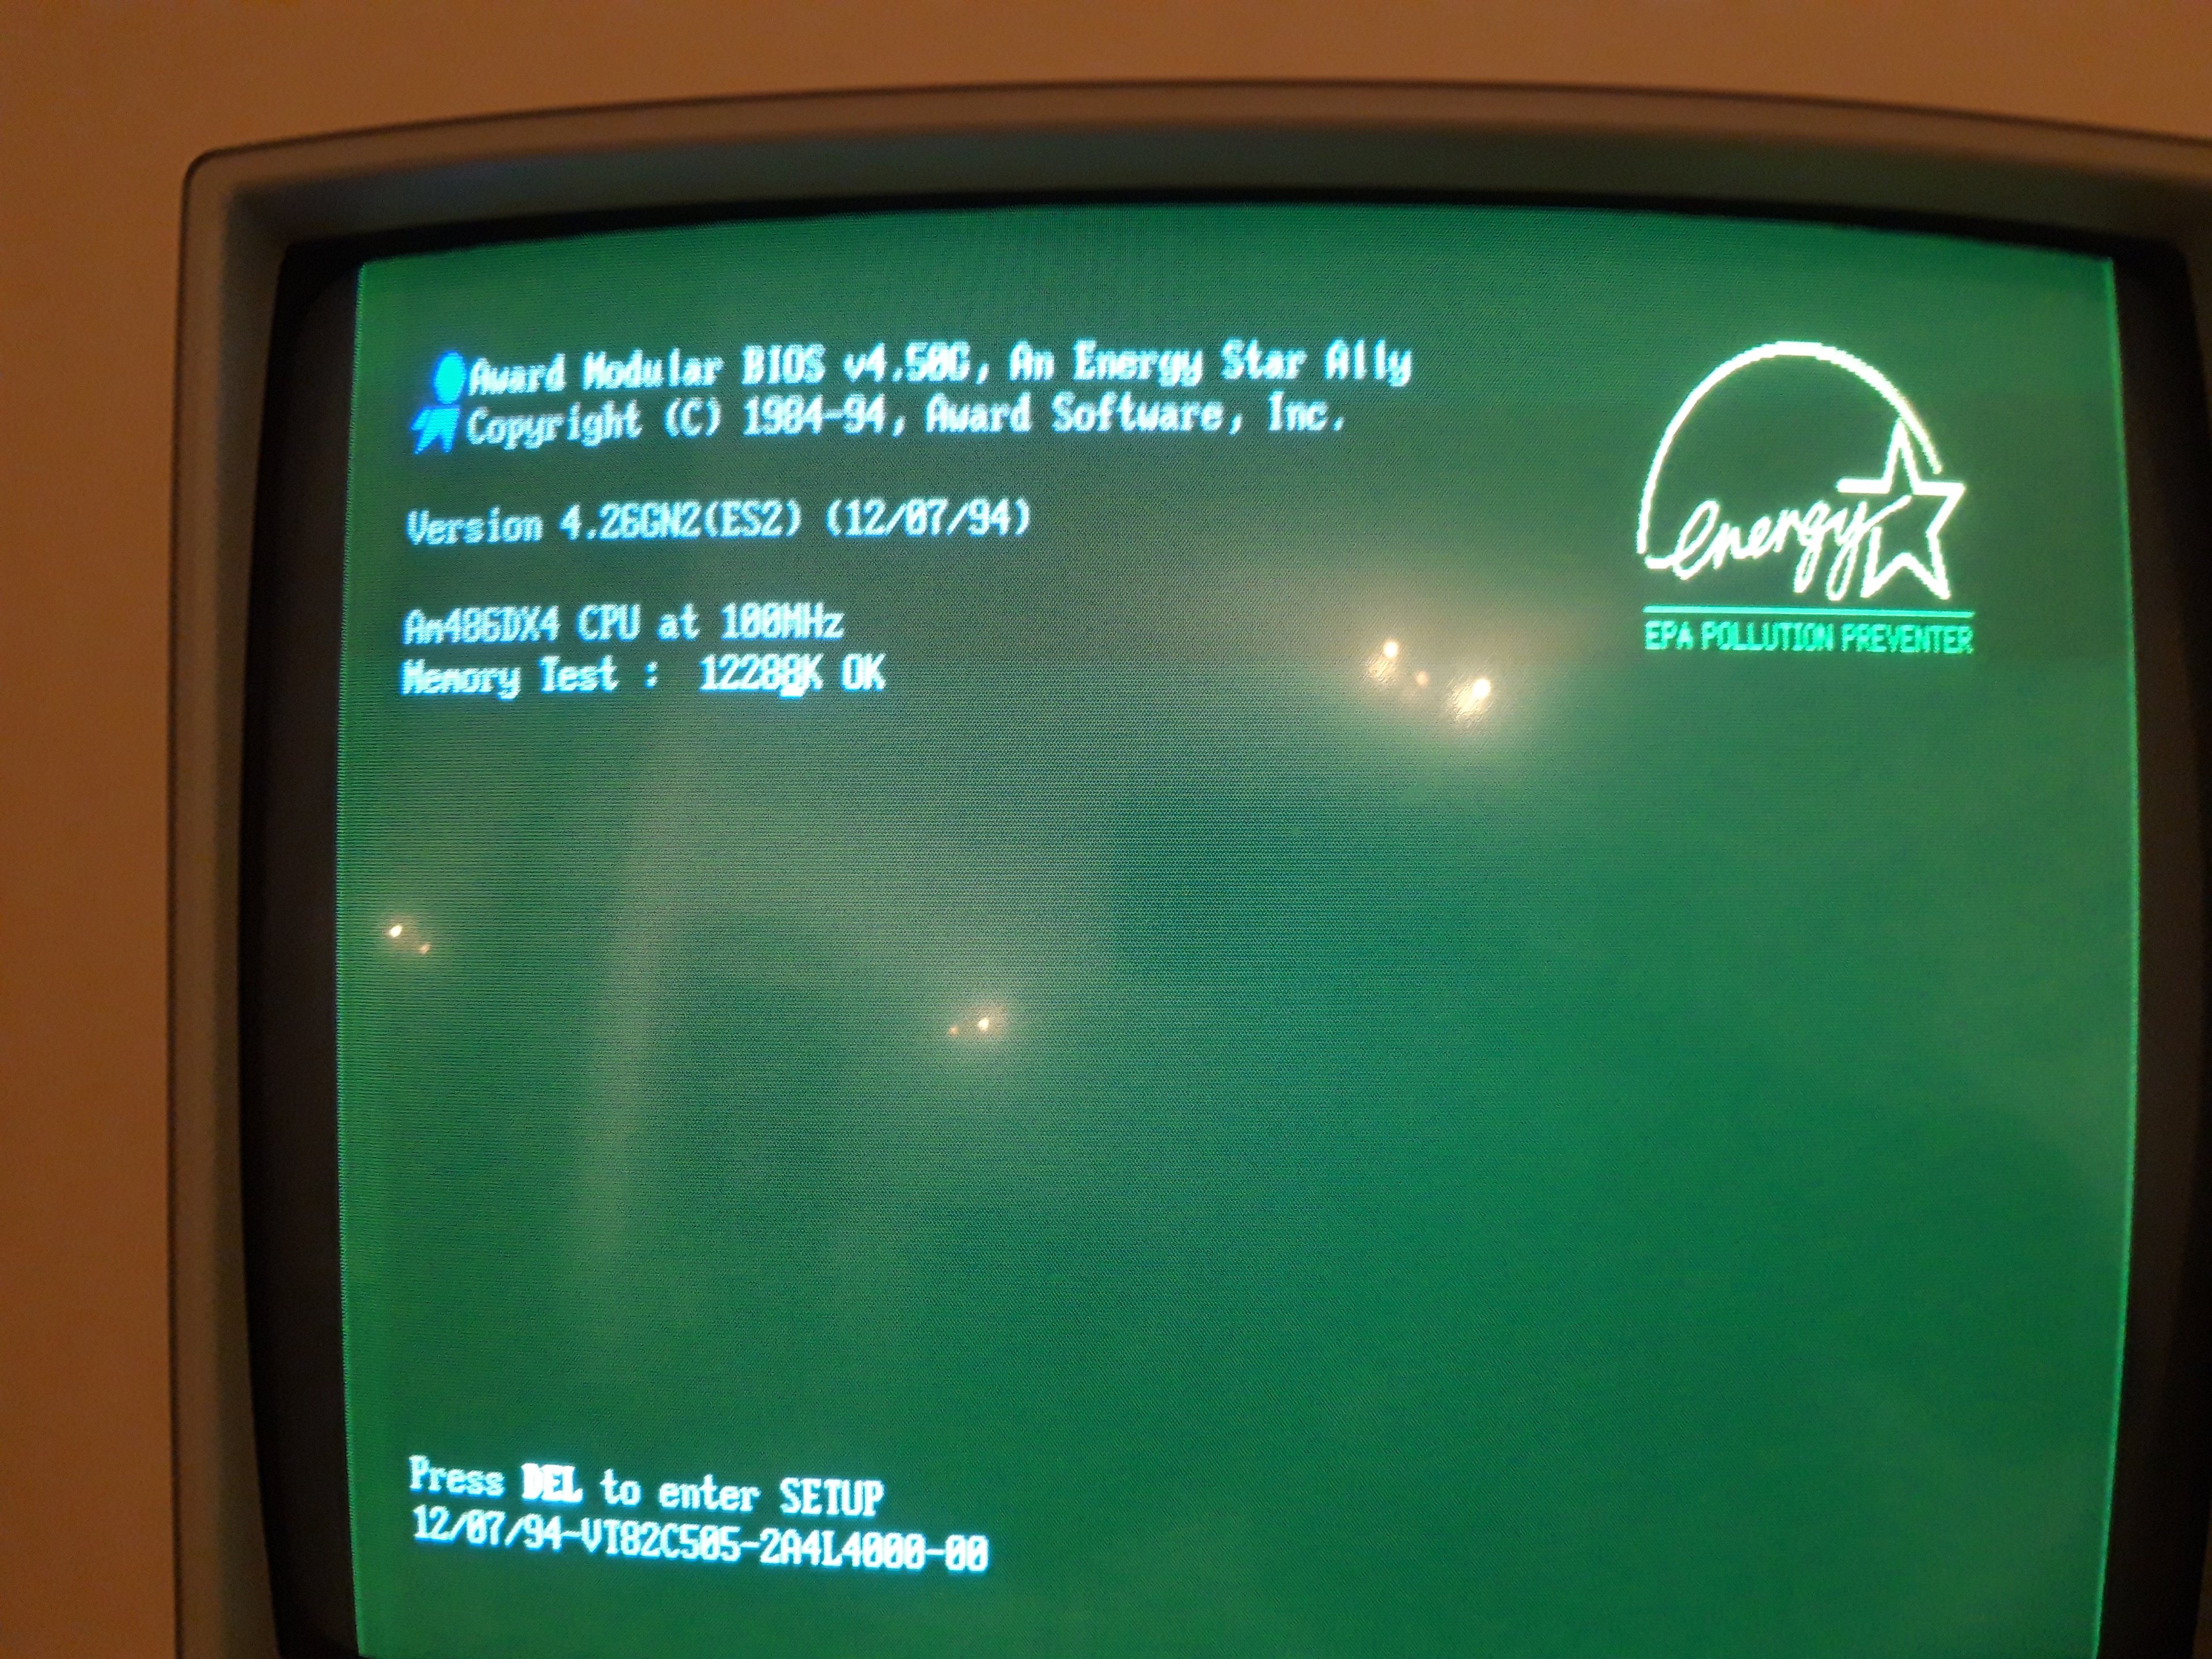 Award Modular BIOS v4.50G, An Energy Star Ally
Copyright (C) 1984-94, Award Software, Inc.
energy
EPA POLLUTION PREVENTER
Version 4.26GN2(ES2) (12/07/94)
Am486DX4 CPU at 100MHz
Memory Test :  12288K OK
Press DEL to enter SETUP
12/07/94-VT82C505-2A4L4000-00